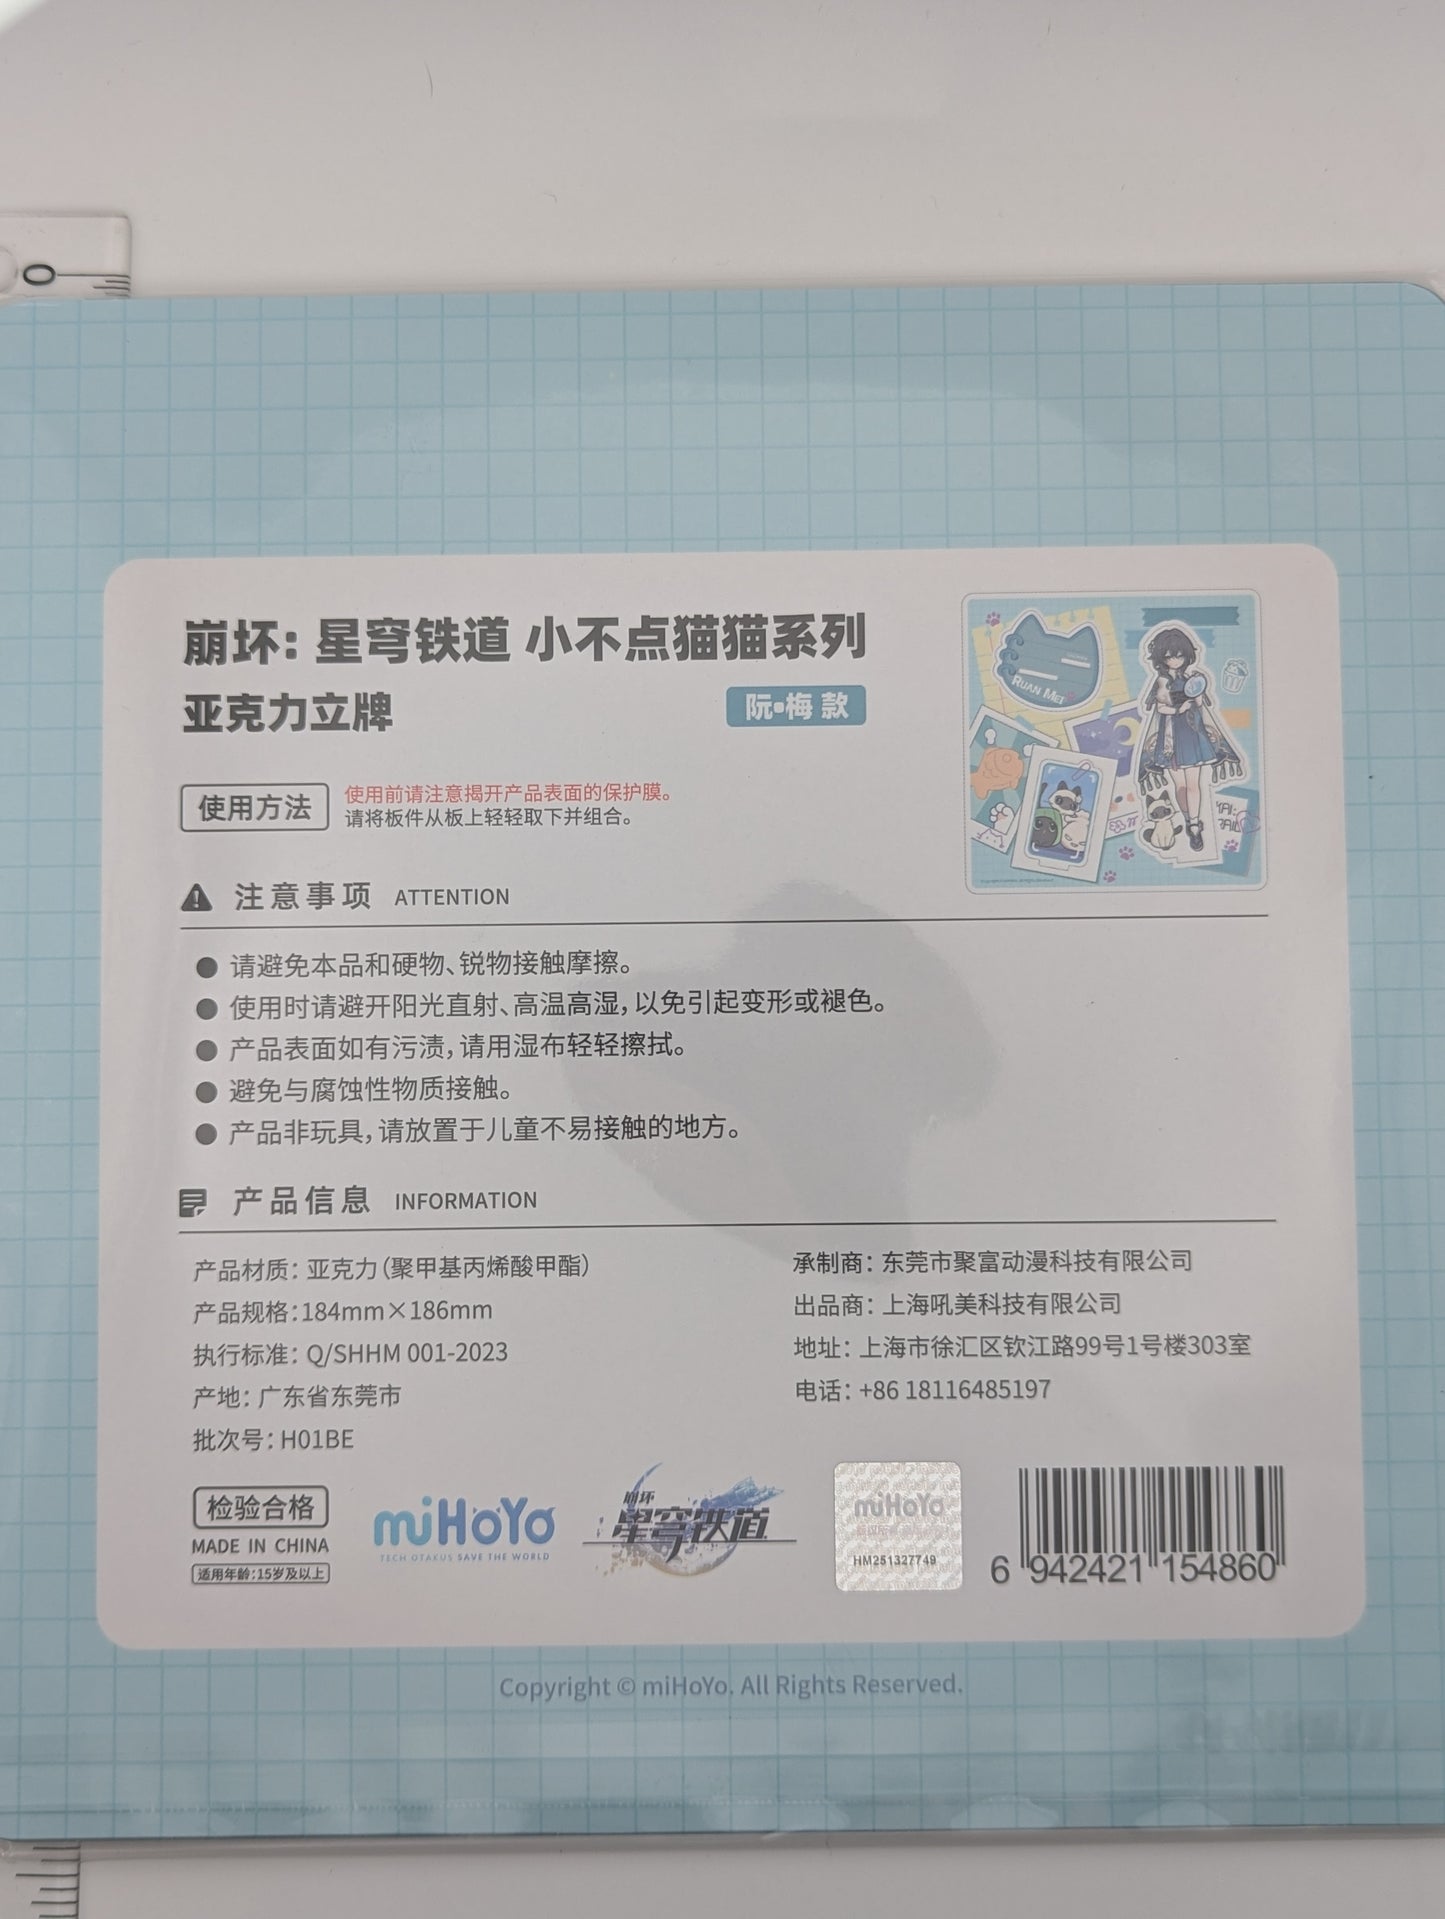 0
崩坏：星穹铁道 小不点猫猫系列
亚克力立牌
阮•梅 款
RUAN MEI
使用方法
使用前请注意揭开产品表面的保护膜。
请将板件从板上轻轻取下并组合。
注意事项 ATTENTION
● 请避免本品和硬物、锐物接触摩擦。
● 使用时请避开阳光直射、高温高湿，以免引起变形或褪色。
● 产品表面如有污渍，请用湿布轻轻擦拭。
● 避免与腐蚀性物质接触。
● 产品非玩具，请放置于儿童不易接触的地方。
产品信息 INFORMATION
产品材质：亚克力（聚甲基丙烯酸甲酯）
产品规格：184mm×186mm
执行标准：Q/SHHM 001-2023
产地：广东省东莞市
批次号：H01BE
承制商：东莞市聚富动漫科技有限公司
出品商：上海吼美科技有限公司
地址：上海市徐汇区钦江路99号1号楼303室
电话：+86 18116485197
检验合格
MADE IN CHINA
适用年龄：15岁及以上
miHoYo
TECH OTAKUS SAVE THE WORLD
崩坏
星穹铁道
miHoYo
HM251327749
6 942421 154860
Copyright © miHoYo. All Rights Reserved.